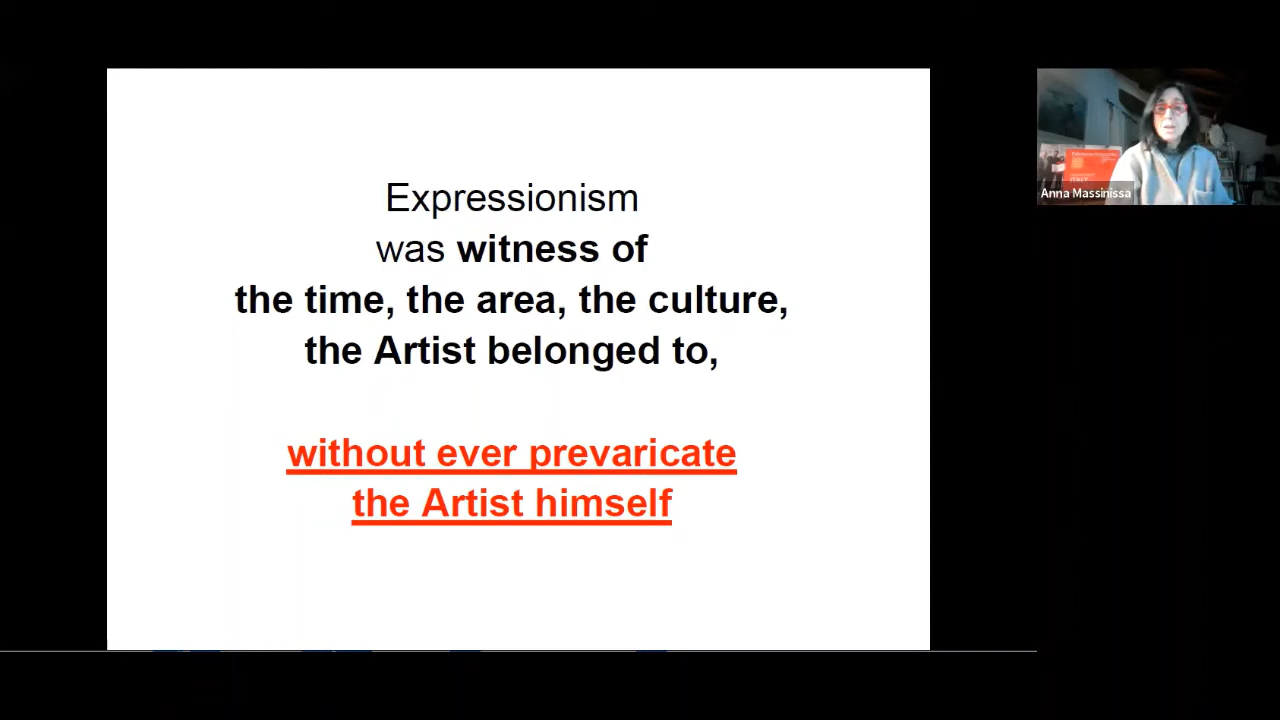 Expressionism
was witness of
the time, the area, the culture,
the Artist belonged to,
without ever prevaricate
the Artist himself
Anna Massinissa
ITALY